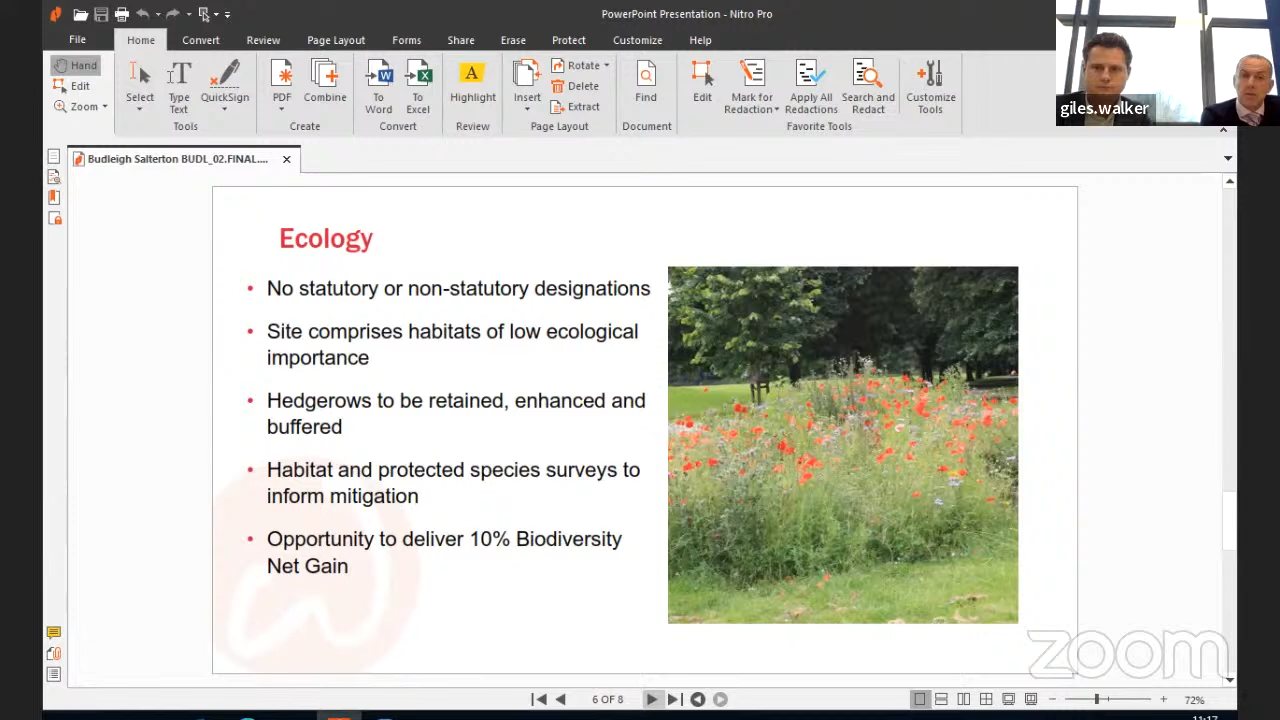 PowerPoint Presentation - Nitro Pro
File
Home
Convert
Review
Page Layout
Forms
Share
Erase
Protect
Customize
Help
giles.walker
Hand
Edit
Zoom
Select
Type
Text
QuickSign
Tools
PDF
Combine
Create
To
Word
To
Excel
Convert
Highlight
Review
Insert
Rotate
Delete
Extract
Page Layout
Find
Document
Edit
Mark for
Redaction
Apply All
Redactions
Search and
Redact
Favorite Tools
Customize
Tools
Budleigh Salterton BUDL_02.FINAL....
Ecology
• No statutory or non-statutory designations
• Site comprises habitats of low ecological
importance
• Hedgerows to be retained, enhanced and
buffered
• Habitat and protected species surveys to
inform mitigation
• Opportunity to deliver 10% Biodiversity
Net Gain
zoom
6 OF 8
72%
11:17